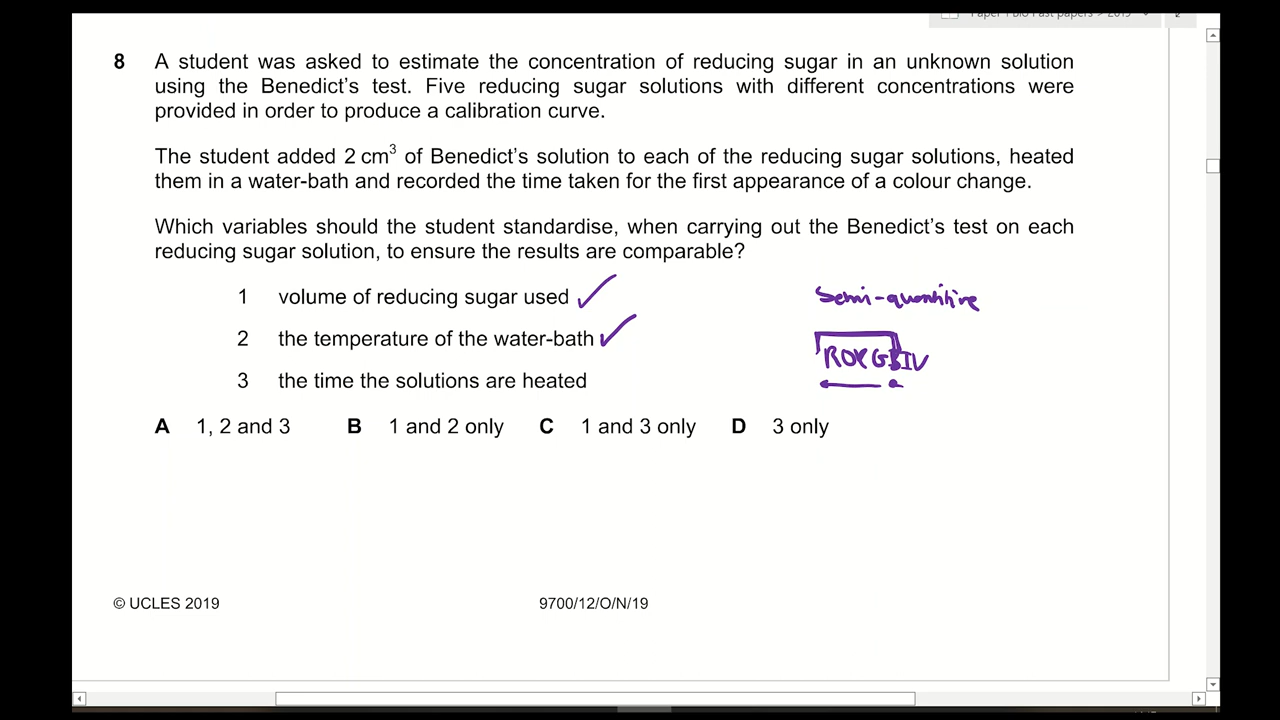 8 A student was asked to estimate the concentration of reducing sugar in an unknown solution
using the Benedict's test. Five reducing sugar solutions with different concentrations were
provided in order to produce a calibration curve.
The student added 2 cm³ of Benedict's solution to each of the reducing sugar solutions, heated
them in a water-bath and recorded the time taken for the first appearance of a colour change.
Which variables should the student standardise, when carrying out the Benedict's test on each
reducing sugar solution, to ensure the results are comparable?
1 volume of reducing sugar used
2 the temperature of the water-bath
3 the time the solutions are heated
A 1, 2 and 3 B 1 and 2 only C 1 and 3 only D 3 only
ROYGBIV
© UCLES 2019 9700/12/O/N/19